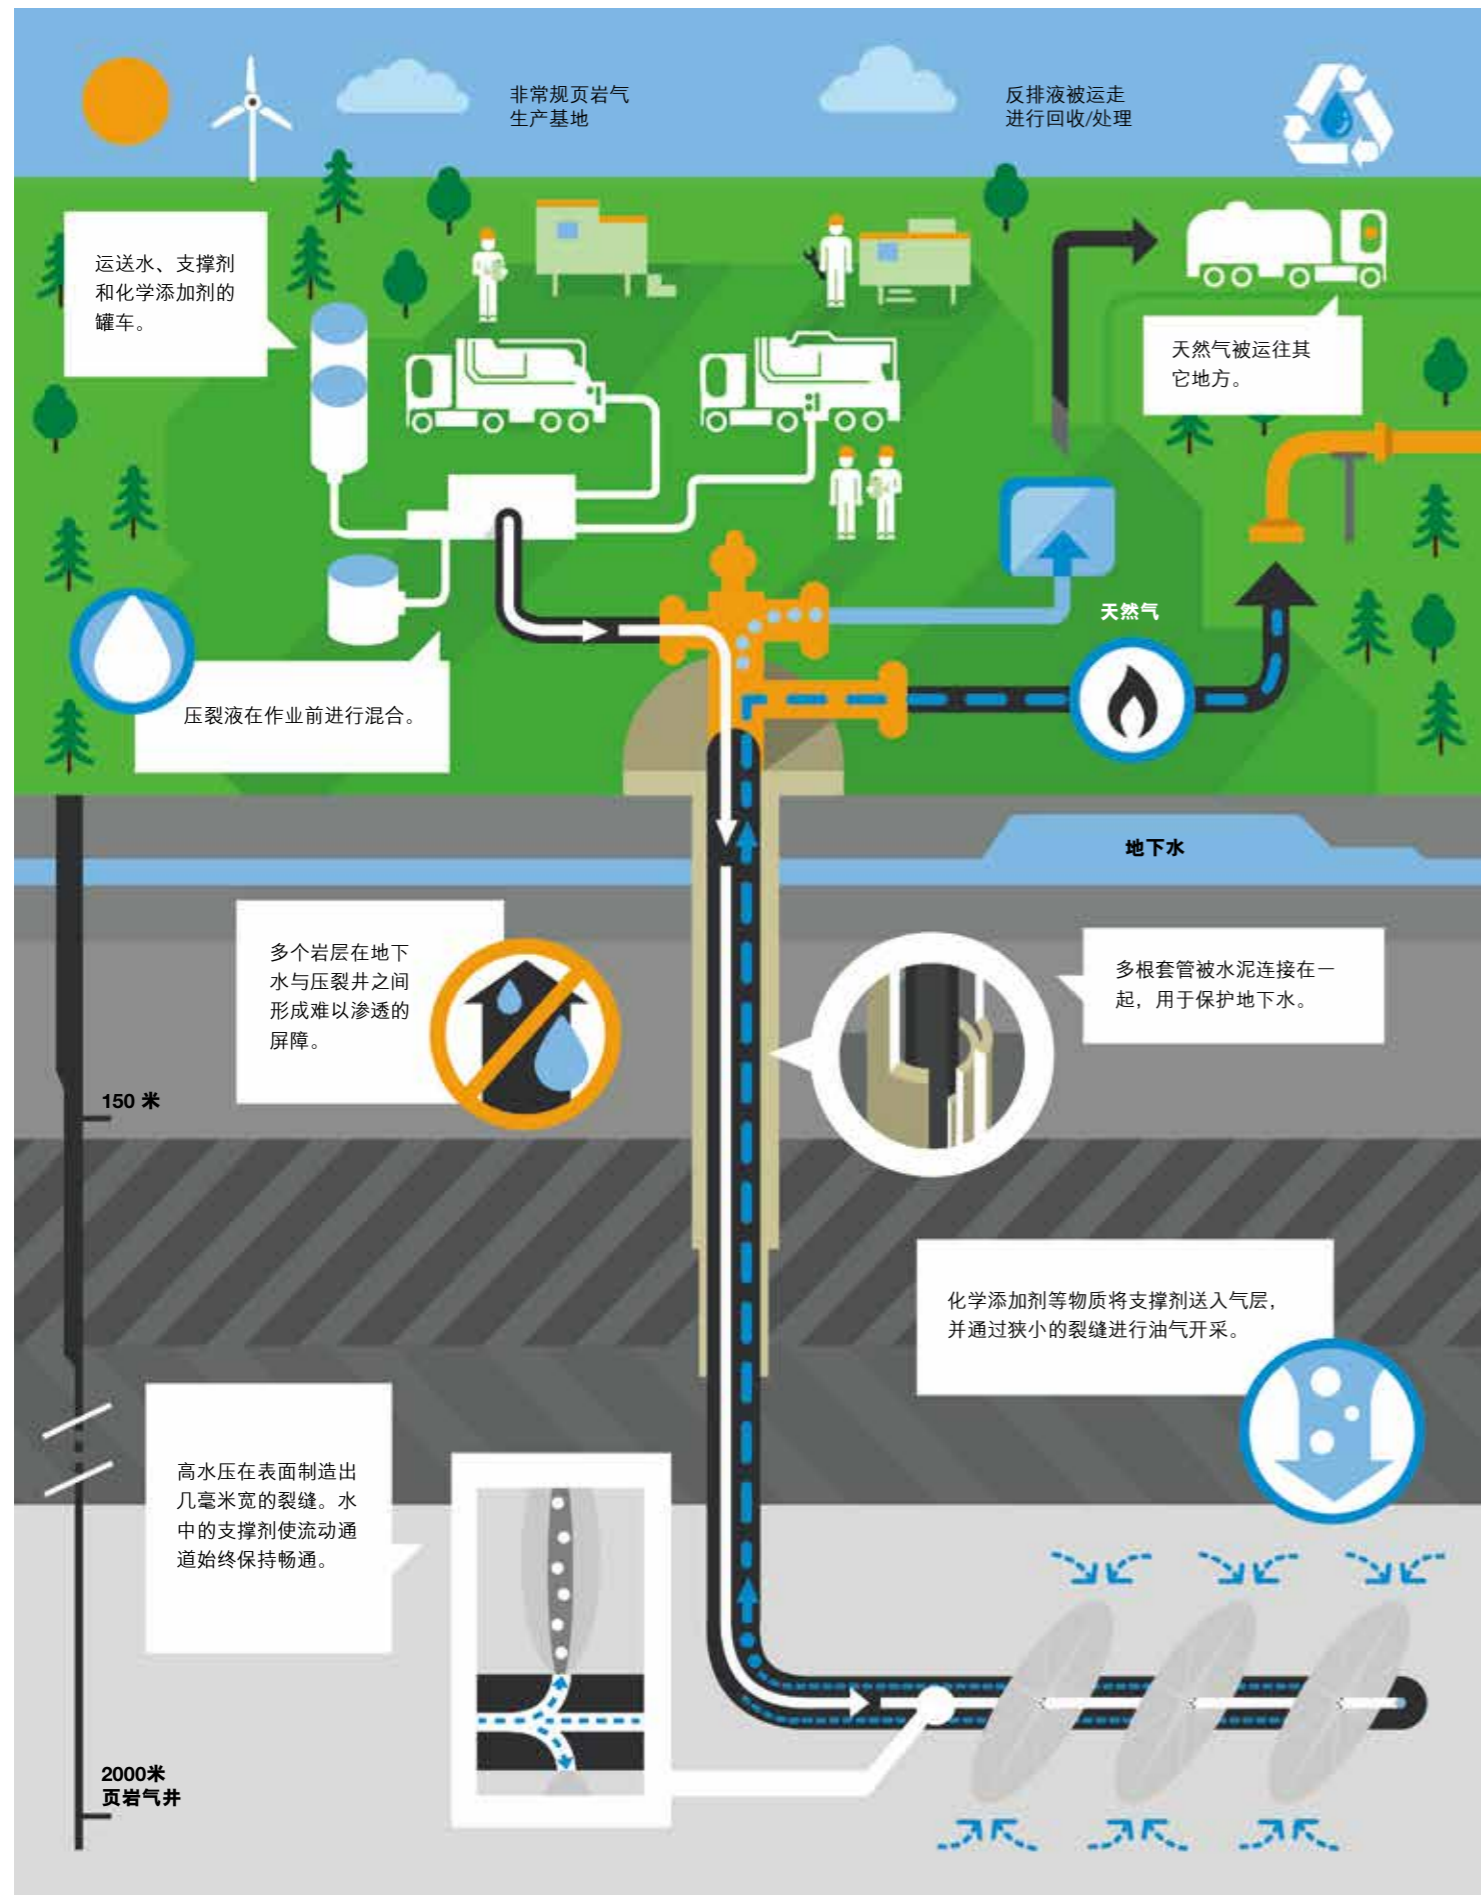 非常规页岩气
生产基地
反排液被运走
进行回收/处理
运送水、支撑剂
和化学添加剂的
罐车。
天然气被运往其
它地方。
天然气
压裂液在作业前进行混合。
地下水
多个岩层在地下
水与压裂井之间
形成难以渗透的
屏障。
多根套管被水泥连接在一
起，用于保护地下水。
150 米
化学添加剂等物质将支撑剂送入气层，
并通过狭小的裂缝进行油气开采。
高水压在表面制造出
几毫米宽的裂缝。水
中的支撑剂使流动通
道始终保持畅通。
2000米
页岩气井